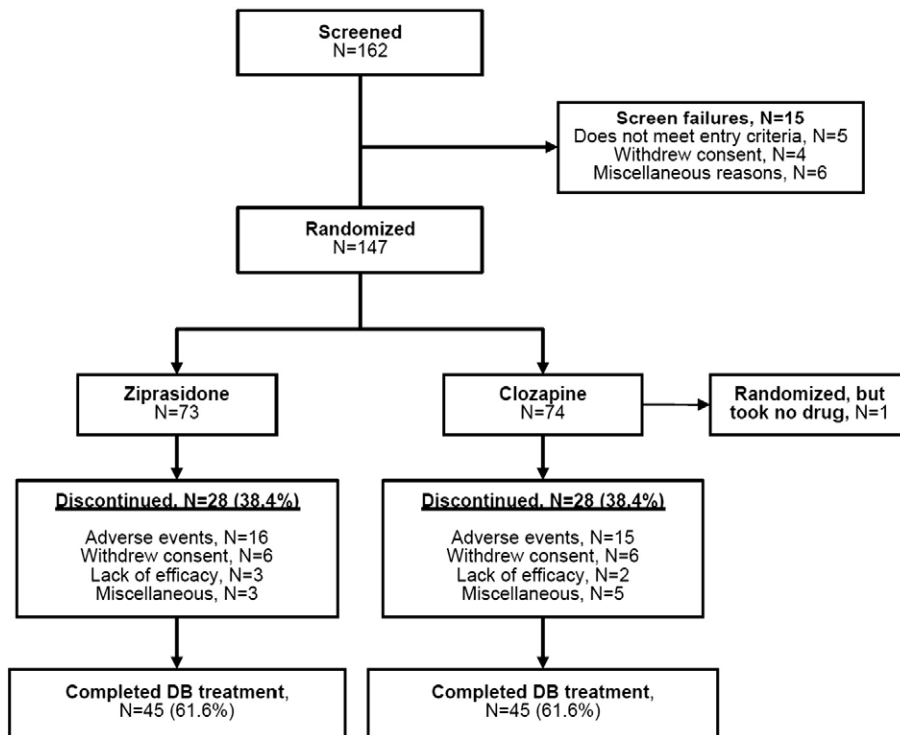 Screened
N=162
Screen failures, N=15
Does not meet entry criteria, N=5
Withdrew consent, N=4
Miscellaneous reasons, N=6
Randomized
N=147
Ziprasidone
N=73
Clozapine
N=74
Randomized, but
took no drug, N=1
Discontinued, N=28 (38.4%)
Adverse events, N=16
Withdrew consent, N=6
Lack of efficacy, N=3
Miscellaneous, N=3
Discontinued, N=28 (38.4%)
Adverse events, N=15
Withdrew consent, N=6
Lack of efficacy, N=2
Miscellaneous, N=5
Completed DB treatment,
N=45 (61.6%)
Completed DB treatment,
N=45 (61.6%)